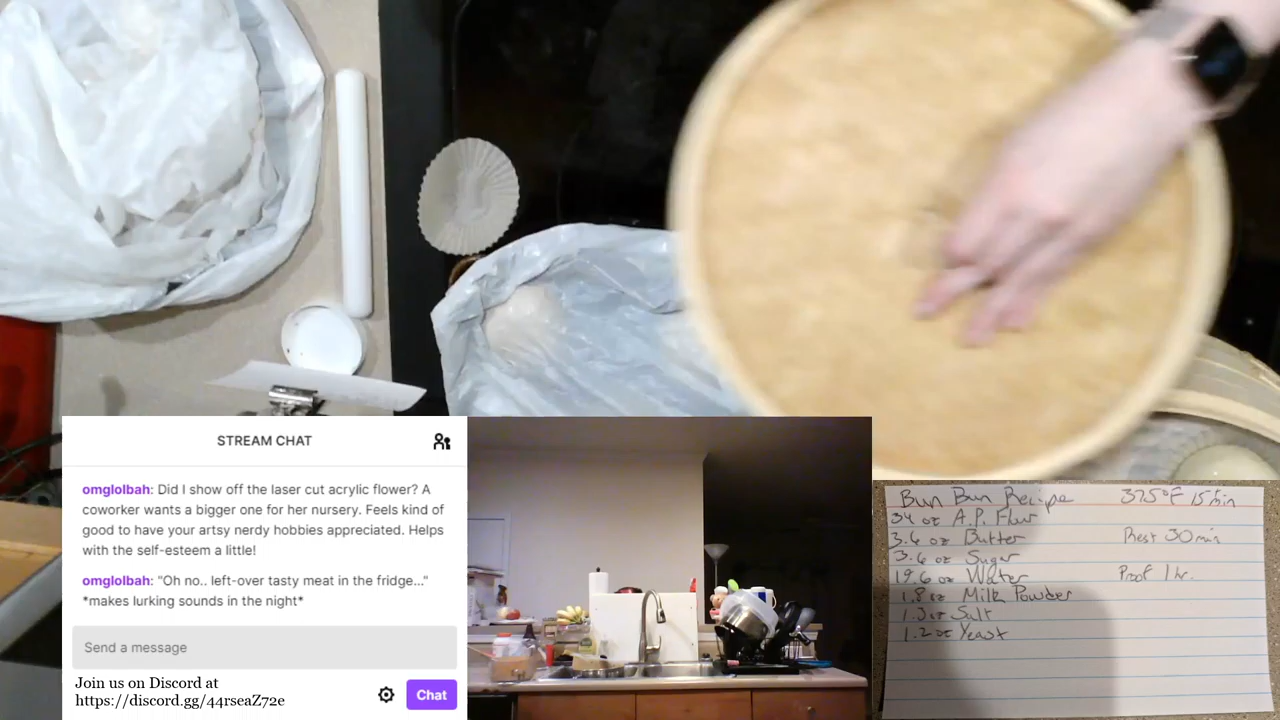 STREAM CHAT
omglolbah: Did I show off the laser cut acrylic flower? A
coworker wants a bigger one for her nursery. Feels kind of
good to have your artsy nerdy hobbies appreciated. Helps
with the self-esteem a little!
omglolbah: "Oh no.. left-over tasty meat in the fridge..."
*makes lurking sounds in the night*
Send a message
Join us on Discord at
https://discord.gg/44rseaZ72e
Chat
Bun Bun Recipe 375°F 15 min
34 oz A.P. Flour
3.6 oz Butter Rest 30 min
3.6 oz Sugar
19.6 oz Water Proof 1 hr.
1.8 oz Milk Powder
oz Salt
1.2 oz Yeast